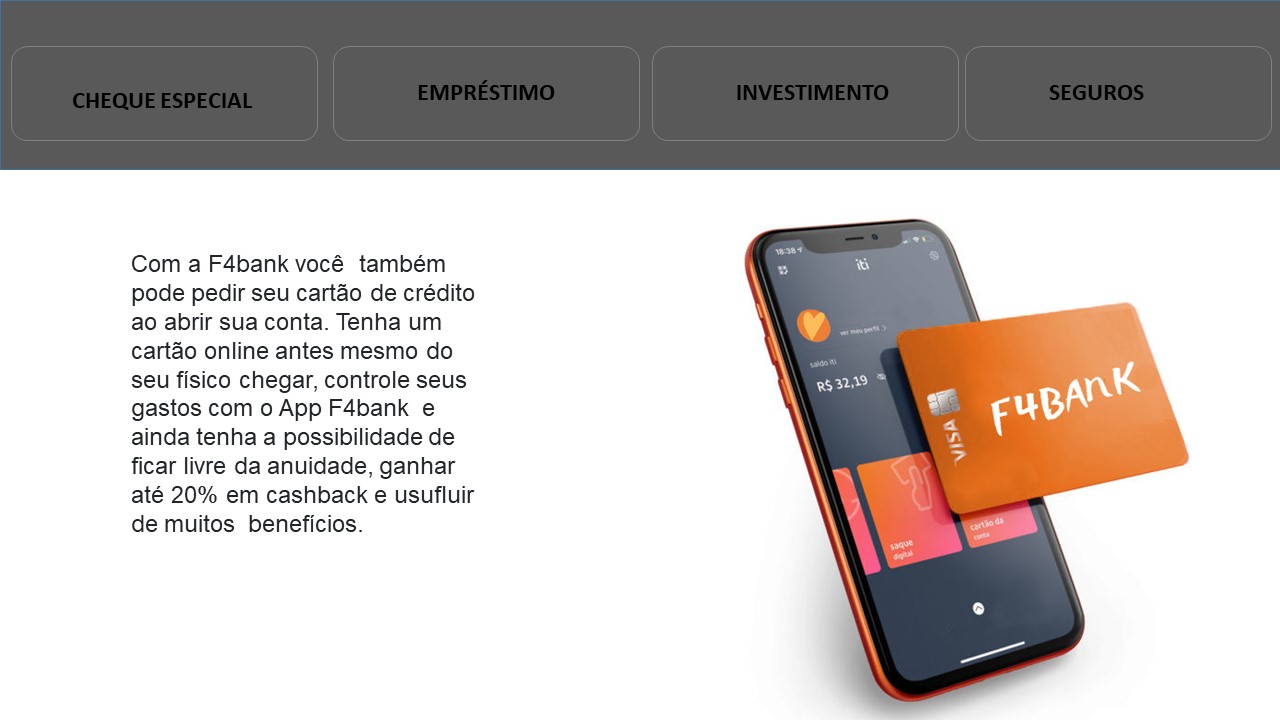 CHEQUE ESPECIAL
EMPRÉSTIMO
INVESTIMENTO
SEGUROS
Com a F4bank você também
pode pedir seu cartão de crédito
ao abrir sua conta. Tenha um
cartão online antes mesmo do
seu físico chegar, controle seus
gastos com o App F4bank e
ainda tenha a possibilidade de
ficar livre da anuidade, ganhar
até 20% em cashback e usufluir
de muitos benefícios.
18:38
iti
ver meu perfil
saldo iti
R$ 32,19
F4BANK
VISA
saque
digital
cartão da
conta